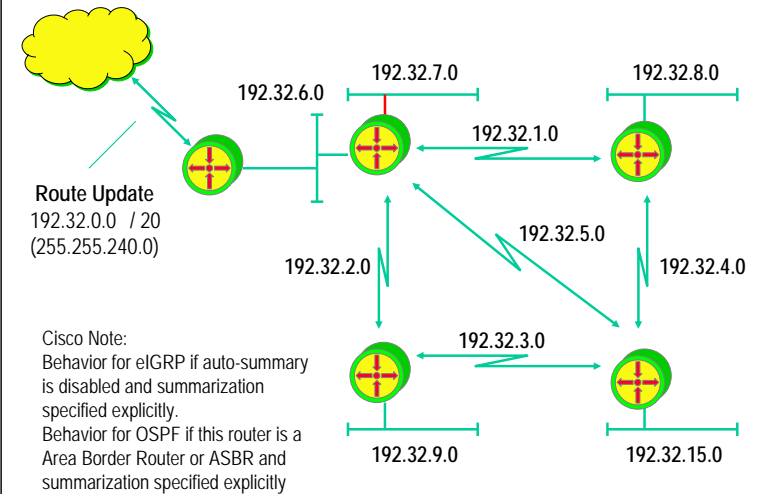 192.32.7.0
192.32.8.0
192.32.6.0
192.32.1.0
Route Update
192.32.0.0 / 20
(255.255.240.0)
192.32.5.0
192.32.2.0
192.32.4.0
Cisco Note:
Behavior for eIGRP if auto-summary
is disabled and summarization
specified explicitly.
Behavior for OSPF if this router is a
Area Border Router or ASBR and
summarization specified explicitly
192.32.3.0
192.32.9.0
192.32.15.0